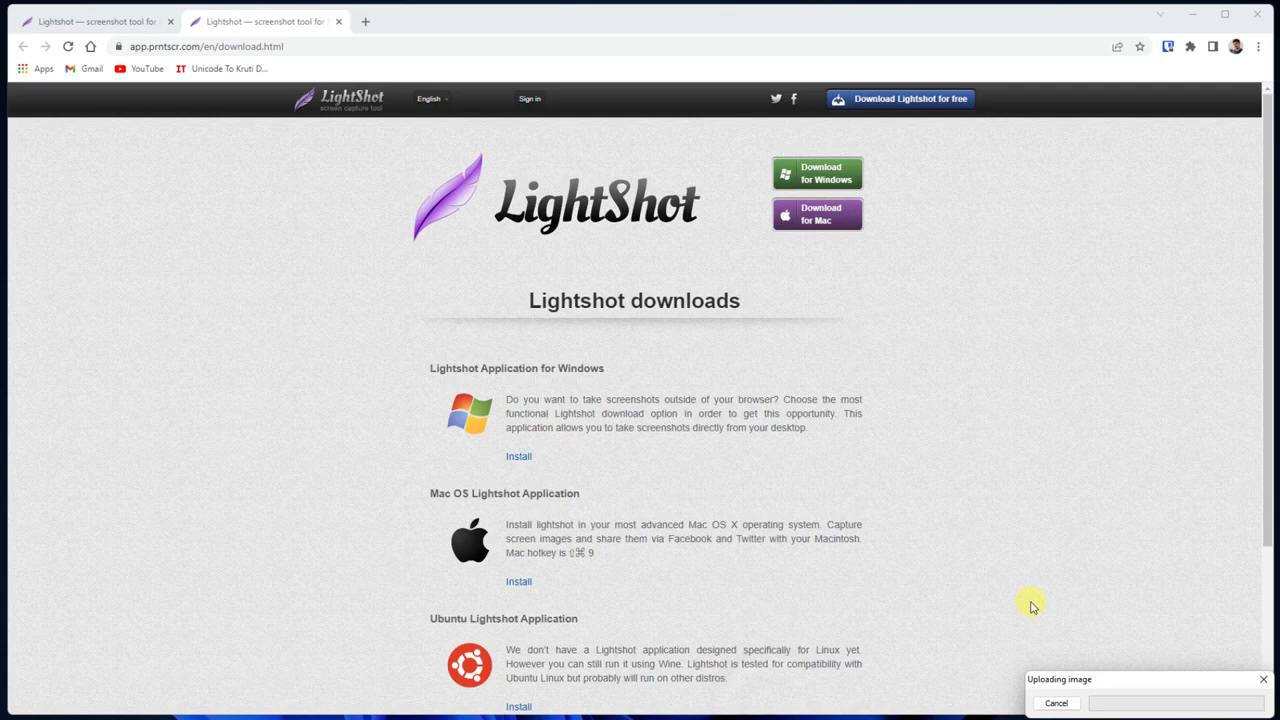 Lightshot — screenshot tool for
Lightshot — screenshot tool for
app.prntscr.com/en/download.html
Apps
Gmail
YouTube
IT
Unicode To Kruti D...
LightShot
screen capture tool
English
Sign in
Download Lightshot for free
LightShot
Download
for Windows
Download
for Mac
Lightshot downloads
Lightshot Application for Windows
Do you want to take screenshots outside of your browser? Choose the most
functional Lightshot download option in order to get this opportunity. This
application allows you to take screenshots directly from your desktop.
Install
Mac OS Lightshot Application
Install lightshot in your most advanced Mac OS X operating system. Capture
screen images and share them via Facebook and Twitter with your Macintosh.
Mac hotkey is ⇧⌘ 9
Install
Ubuntu Lightshot Application
We don't have a Lightshot application designed specifically for Linux yet.
However you can still run it using Wine. Lightshot is tested for compatibility with
Ubuntu Linux but probably will run on other distros.
Install
Uploading image
Cancel